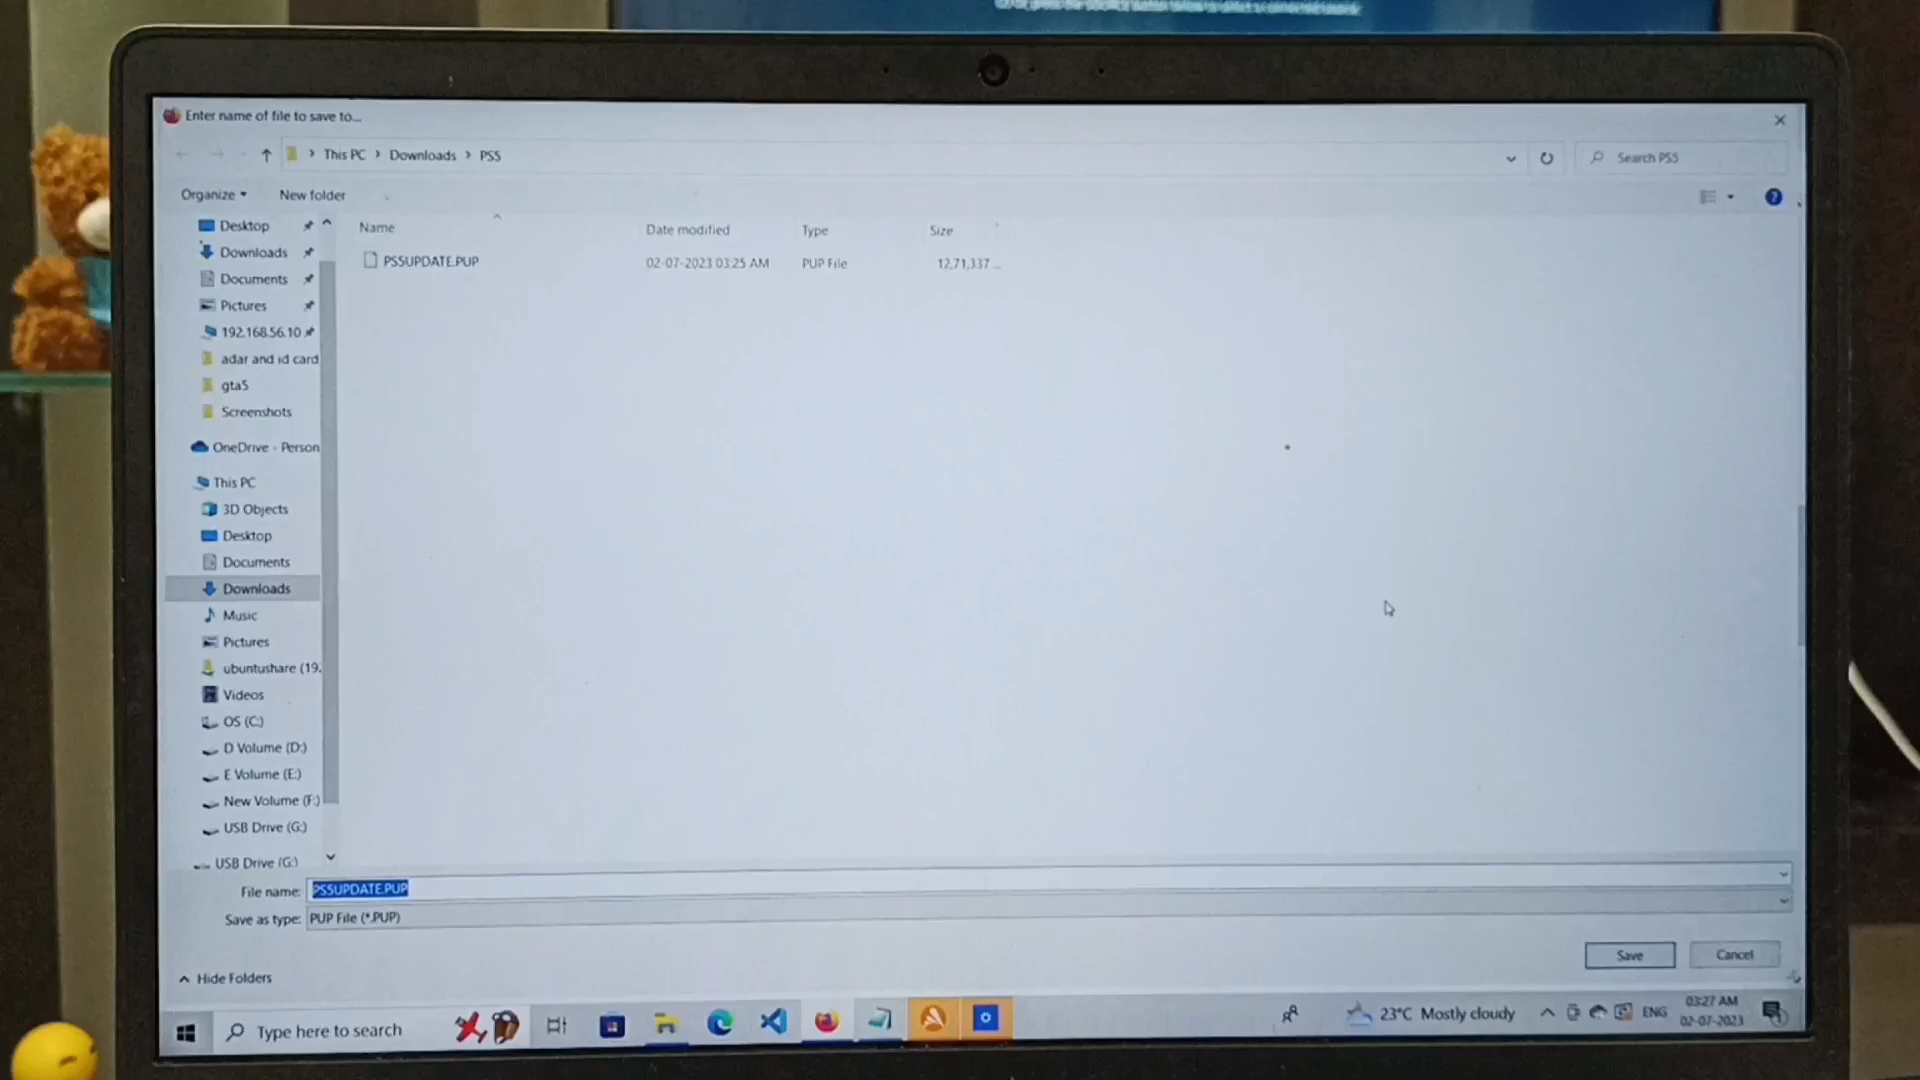 Enter name of file to save to...
This PC > Downloads > PS5
Search PS5
Organize
New folder
Name
Date modified
Type
Size
PS5UPDATE.PUP
02-07-2023 03:25 AM
PUP File
12,71,337 ...
Desktop
Downloads
Documents
Pictures
192.168.56.10
adar and id card
gta5
Screenshots
OneDrive - Person
This PC
3D Objects
Desktop
Documents
Downloads
Music
Pictures
ubuntushare (19.
Videos
OS (C:)
D Volume (D:)
E Volume (E:)
New Volume (F:)
USB Drive (G:)
USB Drive (G:)
File name: PS5UPDATE.PUP
Save as type: PUP File (*.PUP)
Save
Cancel
Hide Folders
Type here to search
23°C Mostly cloudy
ENG
03:27 AM
02-07-2023